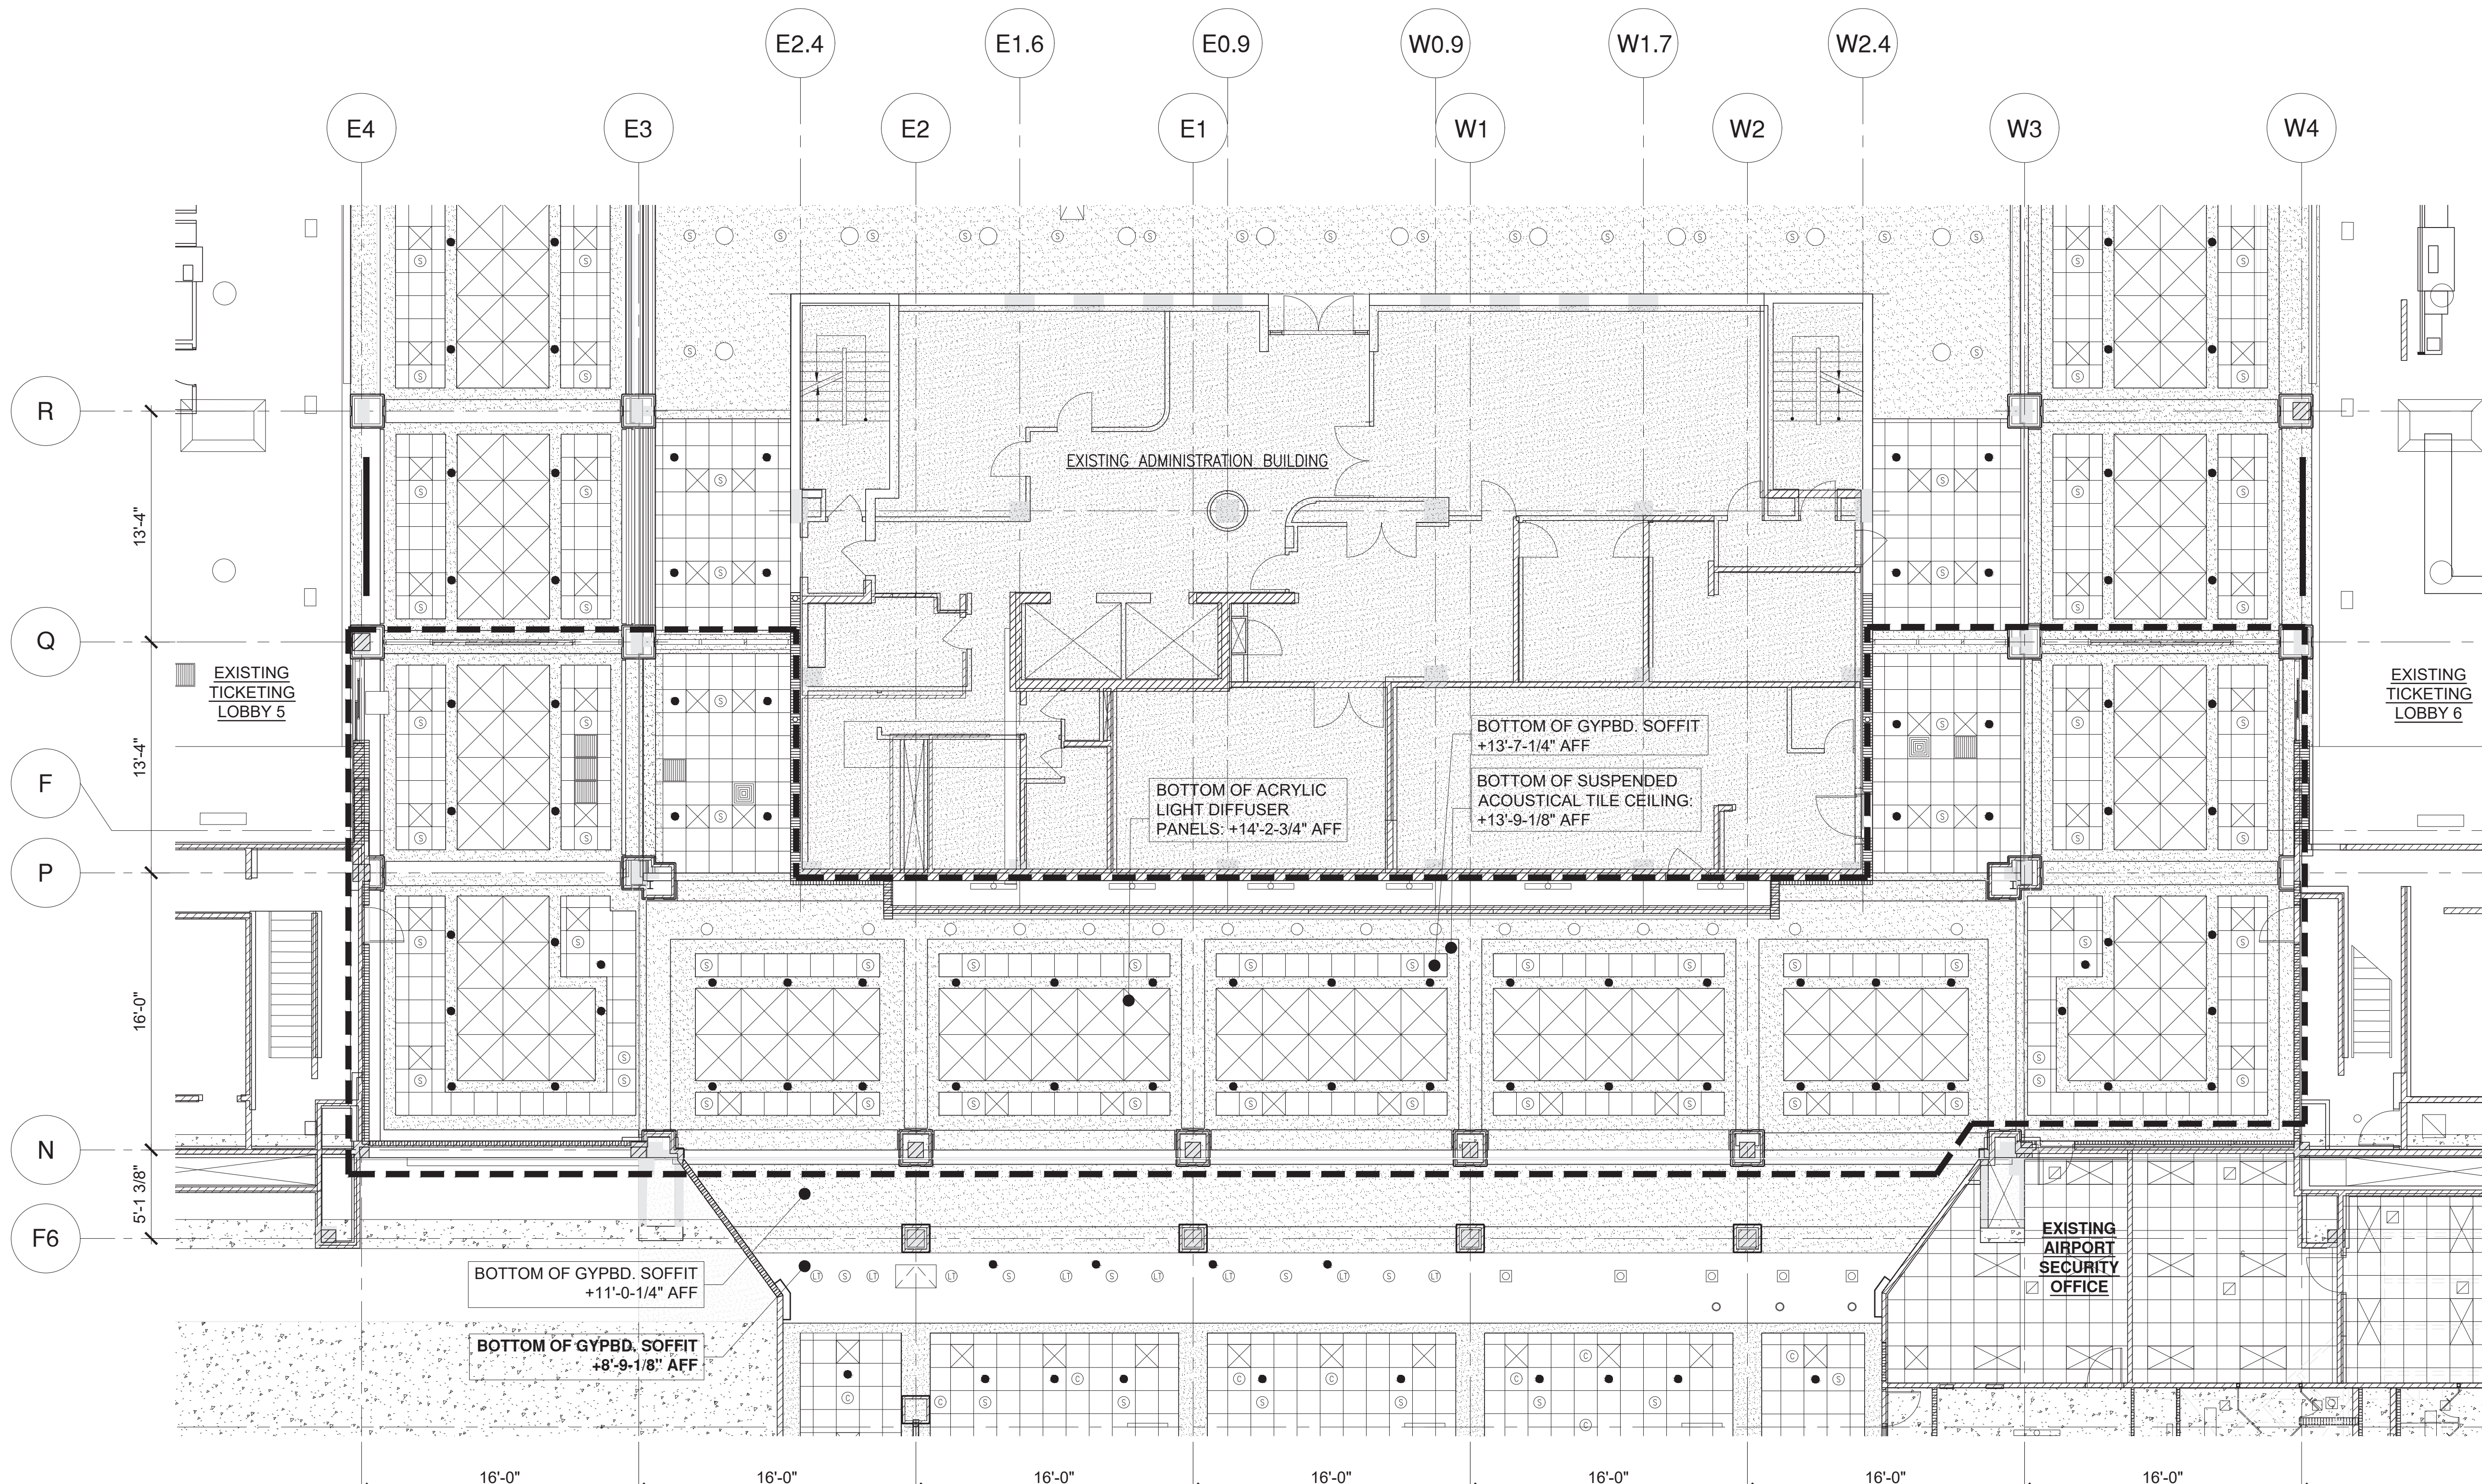 E2.4
E1.6
E0.9
W0.9
W1.7
W2.4
E4
E3
E2
E1
W1
W2
W3
W4
R
13'-4"
EXISTING ADMINISTRATION BUILDING
Q
EXISTING
TICKETING
LOBBY 5
EXISTING
TICKETING
LOBBY 6
13'-4"
F
P
BOTTOM OF GYPBD. SOFFIT
+13'-7-1/4" AFF
BOTTOM OF SUSPENDED
ACOUSTICAL TILE CEILING:
+13'-9-1/8" AFF
BOTTOM OF ACRYLIC
LIGHT DIFFUSER
PANELS: +14'-2-3/4" AFF
16'-0"
N
5'-1 3/8"
F6
BOTTOM OF GYPBD. SOFFIT
+11'-0-1/4" AFF
BOTTOM OF GYPBD. SOFFIT
+8'-9-1/8" AFF
EXISTING
AIRPORT
SECURITY
OFFICE
16'-0"
16'-0"
16'-0"
16'-0"
16'-0"
16'-0"
16'-0"